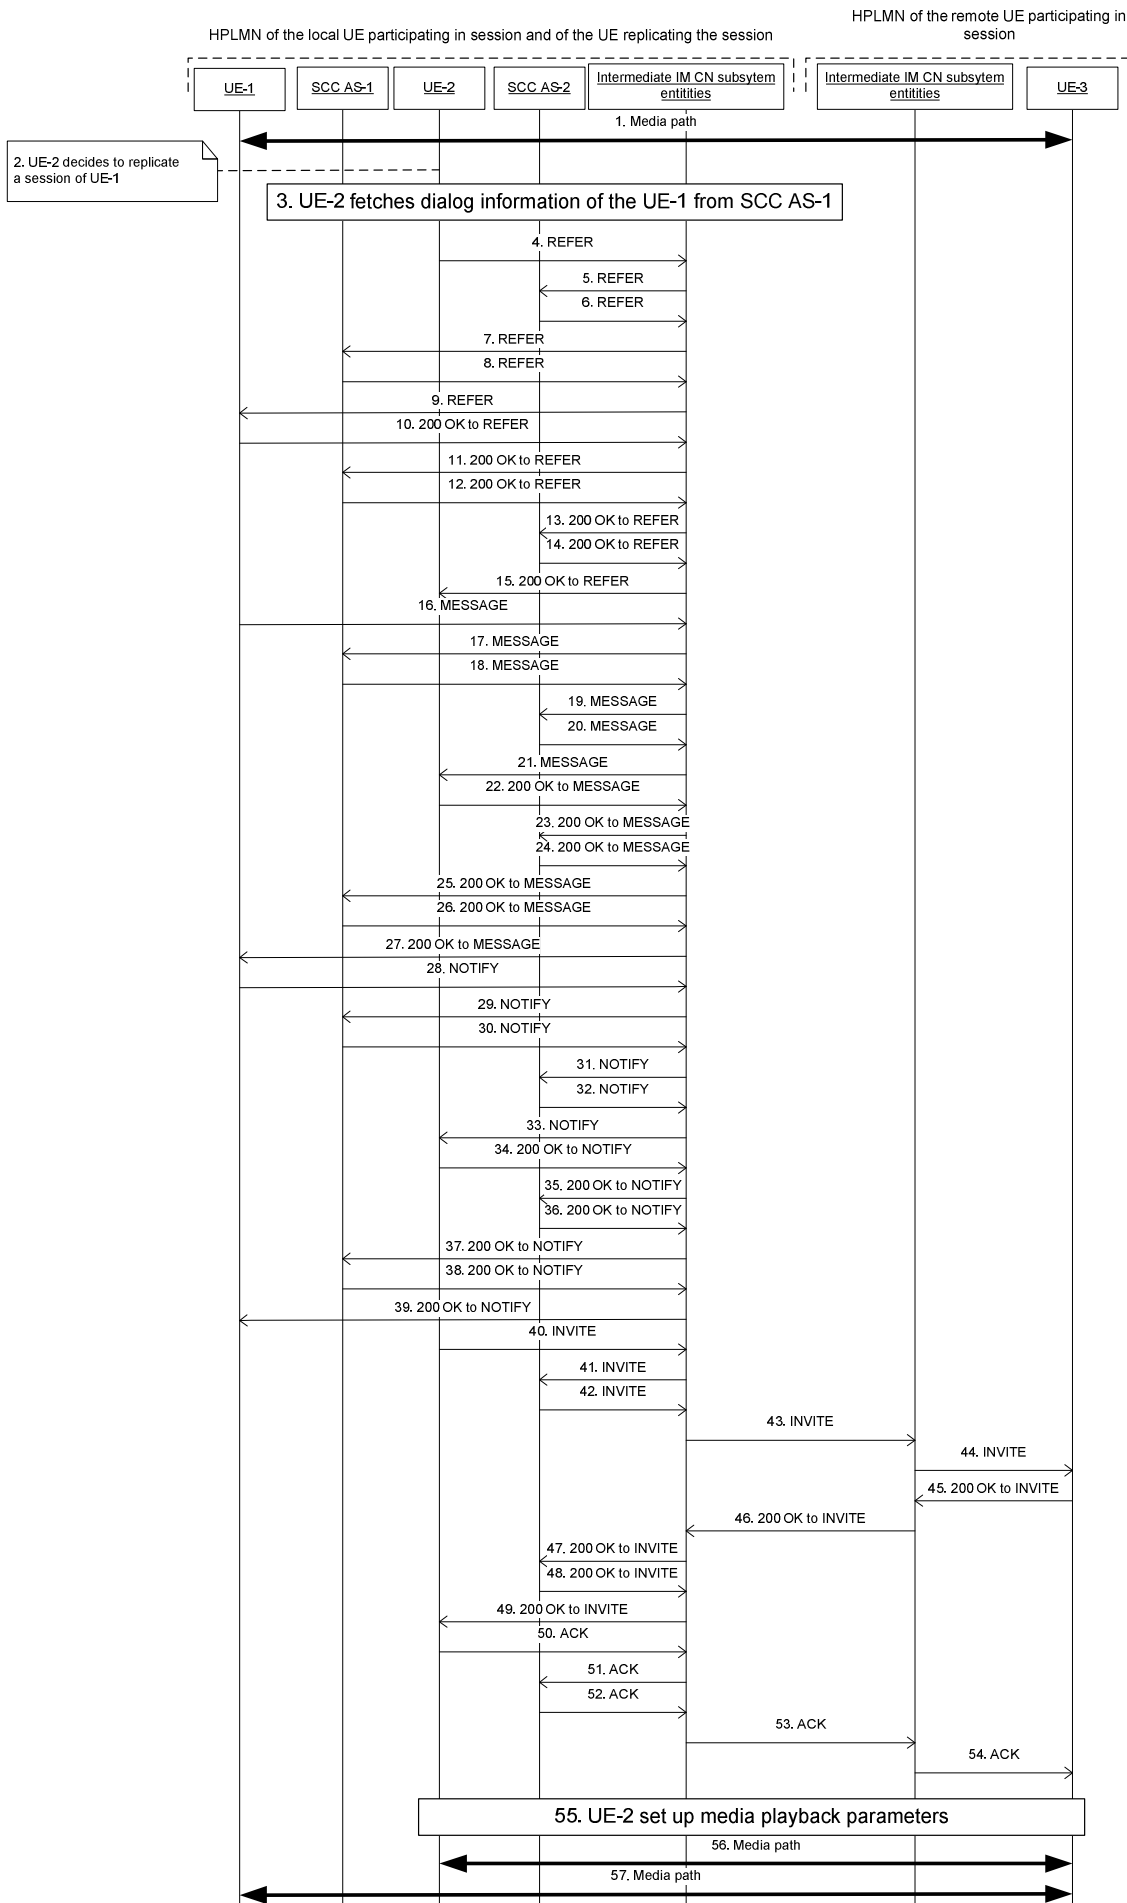 HPLMN of the remote UE participating in
session
HPLMN of the local UE participating in session and of the UE replicating the session
UE-1
SCC AS-1
UE-2
SCC AS-2
Intermediate IM CN subsytem
entitities
Intermediate IM CN subsytem
entitities
UE-3
1. Media path
2. UE-2 decides to replicate
a session of UE-1
3. UE-2 fetches dialog information of the UE-1 from SCC AS-1
4. REFER
5. REFER
6. REFER
7. REFER
8. REFER
9. REFER
10. 200 OK to REFER
11. 200 OK to REFER
12. 200 OK to REFER
13. 200 OK to REFER
14. 200 OK to REFER
15. 200 OK to REFER
16. MESSAGE
17. MESSAGE
18. MESSAGE
19. MESSAGE
20. MESSAGE
21. MESSAGE
22. 200 OK to MESSAGE
23. 200 OK to MESSAGE
24. 200 OK to MESSAGE
25. 200 OK to MESSAGE
26. 200 OK to MESSAGE
27. 200 OK to MESSAGE
28. NOTIFY
29. NOTIFY
30. NOTIFY
31. NOTIFY
32. NOTIFY
33. NOTIFY
34. 200 OK to NOTIFY
35. 200 OK to NOTIFY
36. 200 OK to NOTIFY
37. 200 OK to NOTIFY
38. 200 OK to NOTIFY
39. 200 OK to NOTIFY
40. INVITE
41. INVITE
42. INVITE
43. INVITE
44. INVITE
45. 200 OK to INVITE
46. 200 OK to INVITE
47. 200 OK to INVITE
48. 200 OK to INVITE
49. 200 OK to INVITE
50. ACK
51. ACK
52. ACK
53. ACK
54. ACK
55. UE-2 set up media playback parameters
56. Media path
57. Media path